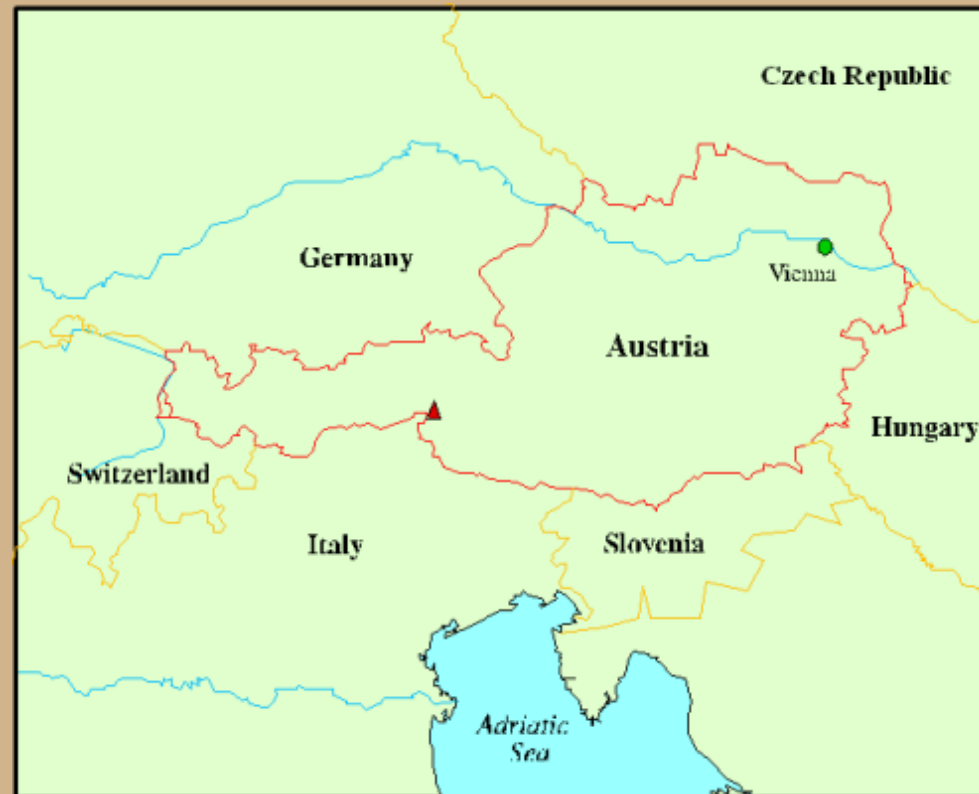 Czech Republic
Germany
Vienna
Austria
Hungary
Switzerland
Italy
Slovenia
Adriatic
Sea